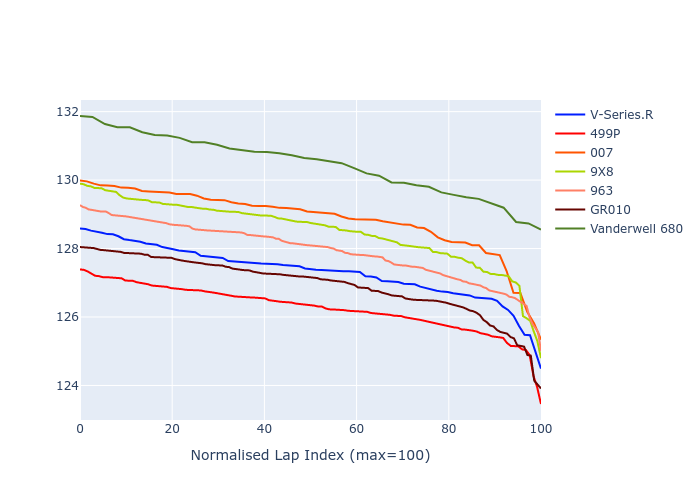 132
130
128
126
124
0 20 40 60 80 100
Normalised Lap Index (max=100)
V-Series.R
499P
007
9X8
963
GR010
Vanderwell 680